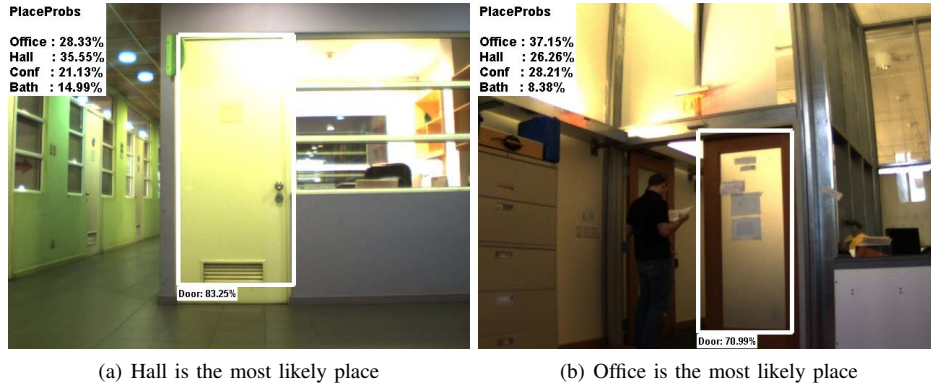 PlaceProbs
Office : 28.33%
Hall : 35.55%
Conf : 21.13%
Bath : 14.99%
Door: 83.25%
(a) Hall is the most likely place
PlaceProbs
Office : 37.15%
Hall : 26.26%
Conf : 28.21%
Bath : 8.38%
Door: 70.99%
(b) Office is the most likely place